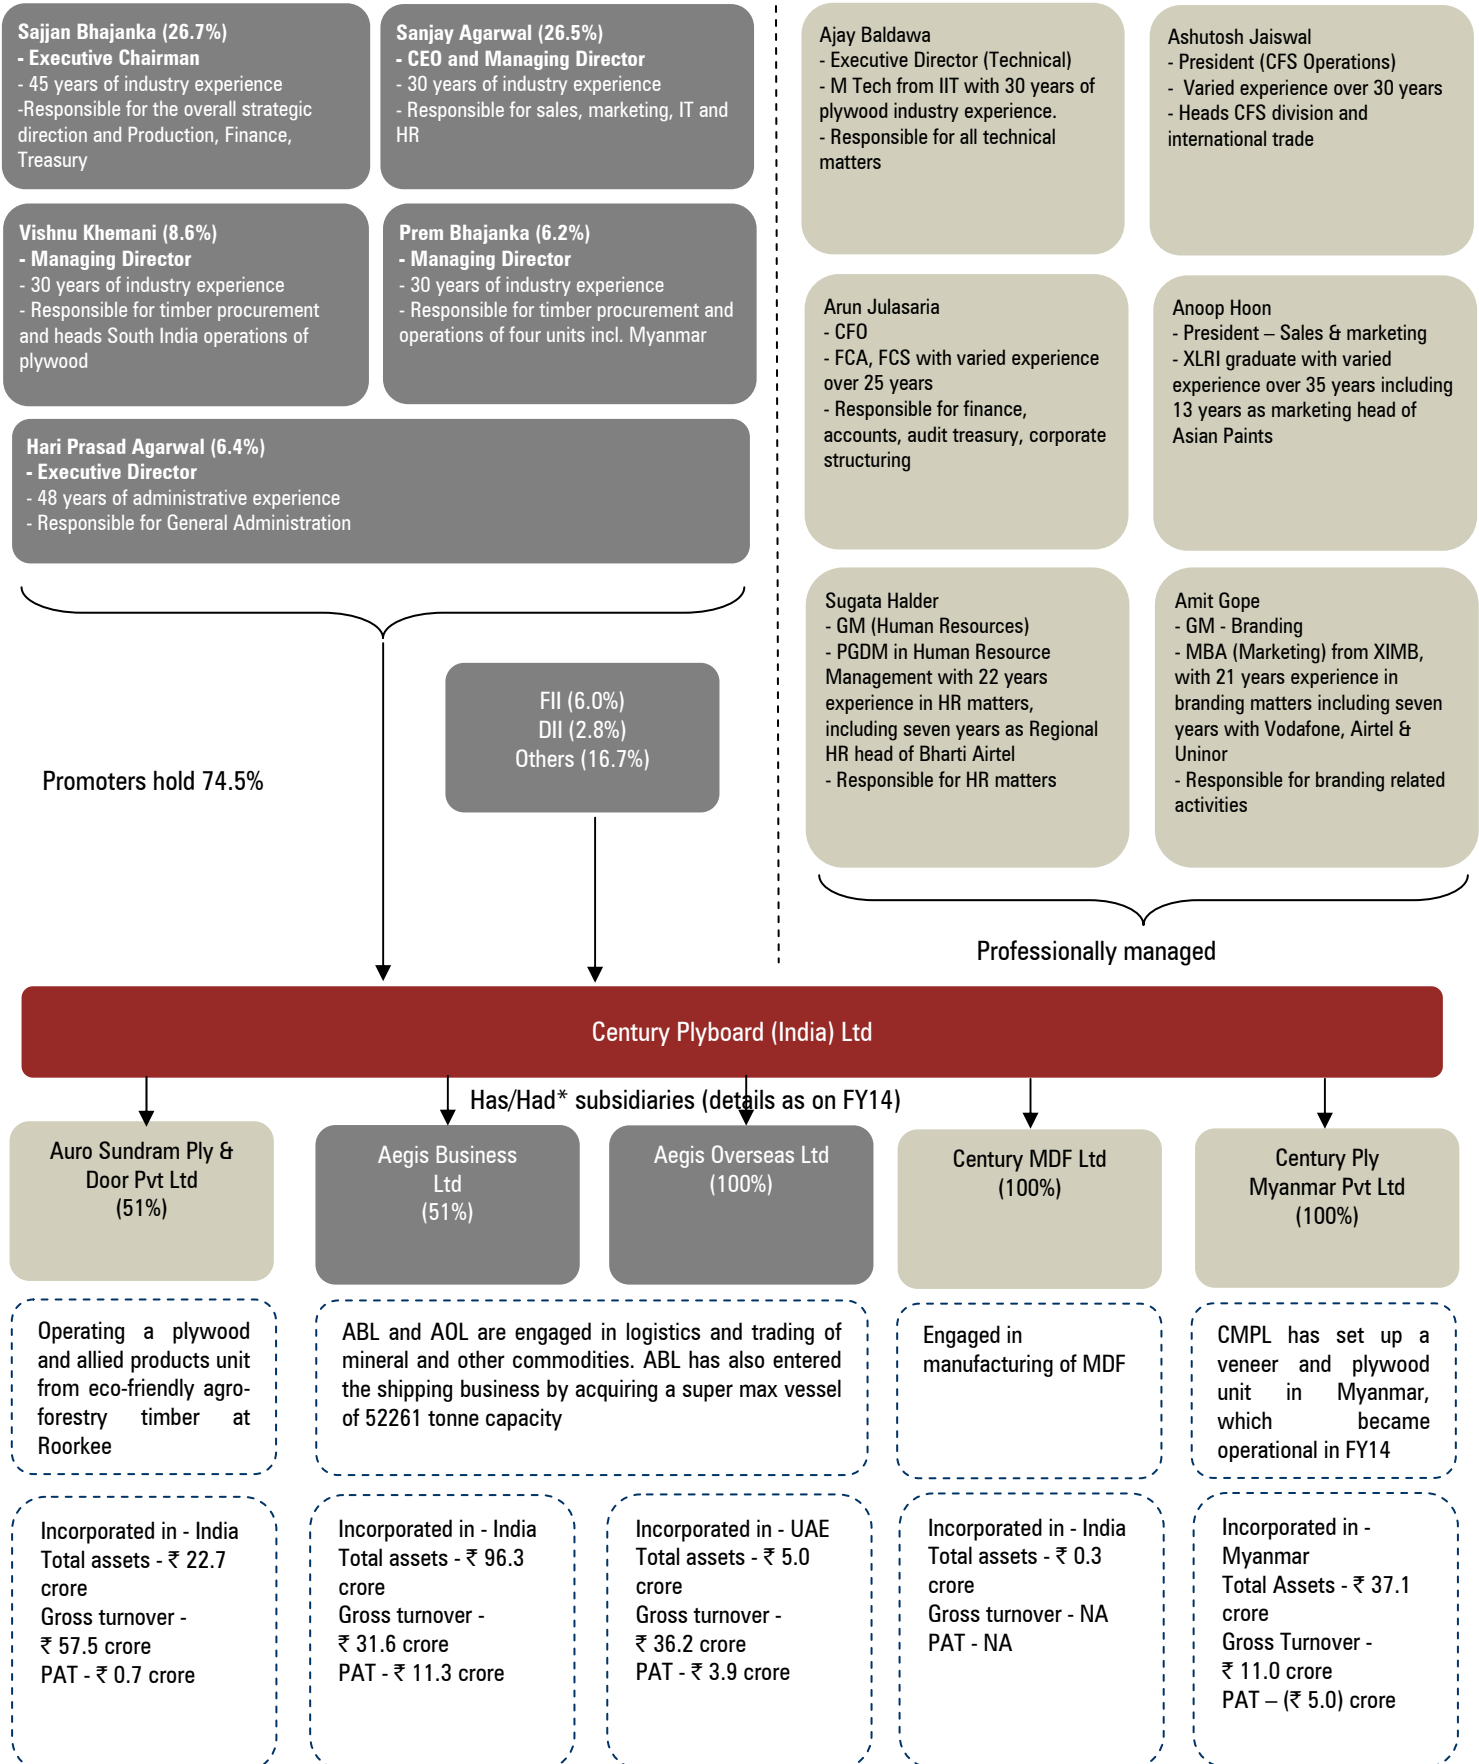 Sajjan Bhajanka (26.7%)
- Executive Chairman
- 45 years of industry experience
-Responsible for the overall strategic
direction and Production, Finance,
Treasury
Sanjay Agarwal (26.5%)
- CEO and Managing Director
- 30 years of industry experience
- Responsible for sales, marketing, IT and
HR
Vishnu Khemani (8.6%)
- Managing Director
- 30 years of industry experience
- Responsible for timber procurement
and heads South India operations of
plywood
Prem Bhajanka (6.2%)
- Managing Director
- 30 years of industry experience
- Responsible for timber procurement and
operations of four units incl. Myanmar
Hari Prasad Agarwal (6.4%)
- Executive Director
- 48 years of administrative experience
- Responsible for General Administration
Ajay Baldawa
- Executive Director (Technical)
- M Tech from IIT with 30 years of
plywood industry experience.
- Responsible for all technical
matters
Ashutosh Jaiswal
- President (CFS Operations)
- Varied experience over 30 years
- Heads CFS division and
international trade
Arun Julasaria
- CFO
- FCA, FCS with varied experience
over 25 years
- Responsible for finance,
accounts, audit treasury, corporate
structuring
Anoop Hoon
- President – Sales & marketing
- XLRI graduate with varied
experience over 35 years including
13 years as marketing head of
Asian Paints
Sugata Halder
- GM (Human Resources)
- PGDM in Human Resource
Management with 22 years
experience in HR matters,
including seven years as Regional
HR head of Bharti Airtel
- Responsible for HR matters
Amit Gope
- GM - Branding
- MBA (Marketing) from XIMB,
with 21 years experience in
branding matters including seven
years with Vodafone, Airtel &
Uninor
- Responsible for branding related
activities
FII (6.0%)
DII (2.8%)
Others (16.7%)
Promoters hold 74.5%
Professionally managed
Century Plyboard (India) Ltd
Has/Had* subsidiaries (details as on FY14)
Auro Sundram Ply &
Door Pvt Ltd
(51%)
Aegis Business
Ltd
(51%)
Aegis Overseas Ltd
(100%)
Century MDF Ltd
(100%)
Century Ply
Myanmar Pvt Ltd
(100%)
Operating a plywood
and allied products unit
from eco-friendly agro-
forestry timber at
Roorkee
ABL and AOL are engaged in logistics and trading of
mineral and other commodities. ABL has also entered
the shipping business by acquiring a super max vessel
of 52261 tonne capacity
Engaged in
manufacturing of MDF
CMPL has set up a
veneer and plywood
unit in Myanmar,
which became
operational in FY14
Incorporated in - India
Total assets - ₹ 22.7
crore
Gross turnover -
₹ 57.5 crore
PAT - ₹ 0.7 crore
Incorporated in - India
Total assets - ₹ 96.3
crore
Gross turnover -
₹ 31.6 crore
PAT - ₹ 11.3 crore
Incorporated in - UAE
Total assets - ₹ 5.0
crore
Gross turnover -
₹ 36.2 crore
PAT - ₹ 3.9 crore
Incorporated in - India
Total assets - ₹ 0.3
crore
Gross turnover - NA
PAT - NA
Incorporated in -
Myanmar
Total Assets - ₹ 37.1
crore
Gross Turnover -
₹ 11.0 crore
PAT – (₹ 5.0) crore